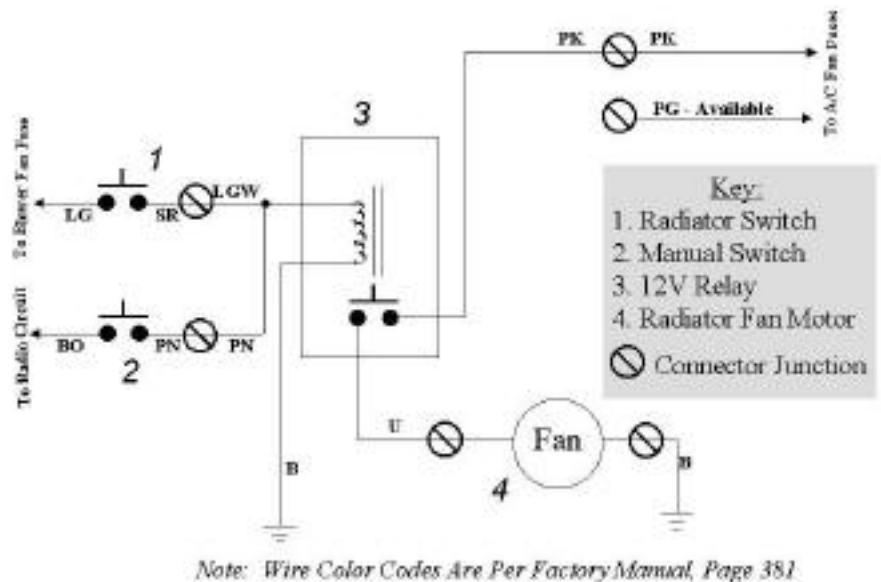 PK
PK
To A/C Fan Fuses
PG - Available
3
1
To Blower Fan Fuse
LGW
LG
SR
Key:
1. Radiator Switch
2. Manual Switch
3. 12V Relay
4. Radiator Fan Motor
Connector Junction
To Radio Circuit
BO
PN
PN
2
U
Fan
B
B
4
Note: Wire Color Codes Are Per Factory Manual, Page 381